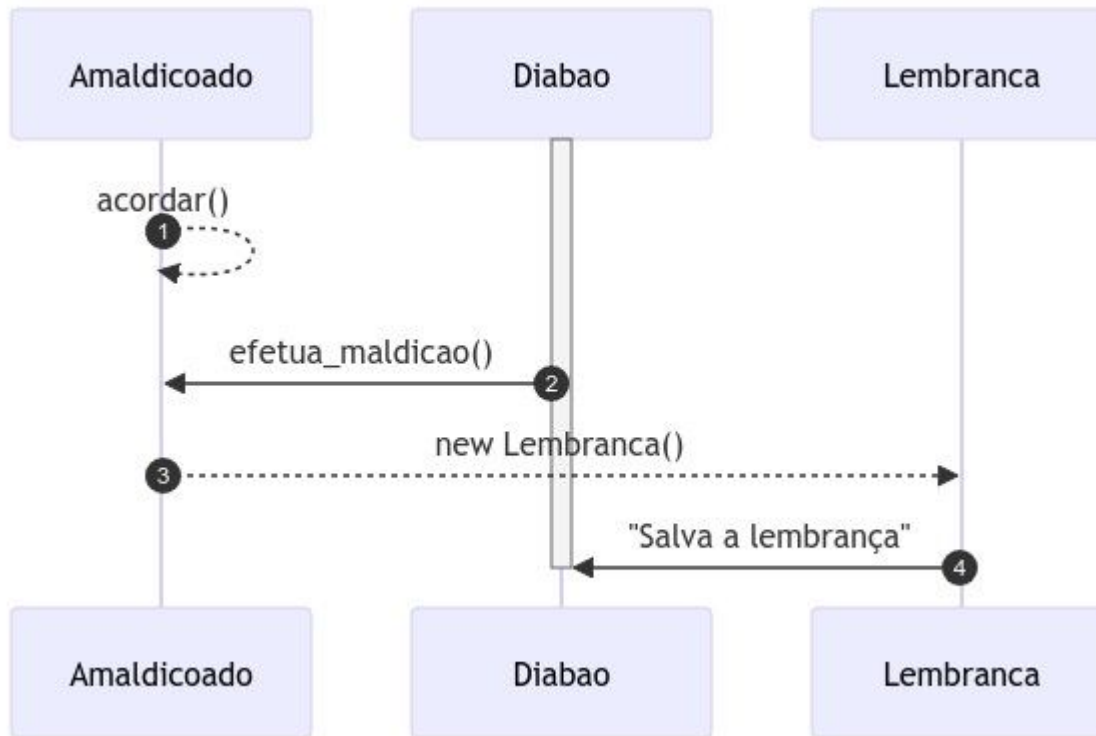 Amaldicoado
Diabao
Lembranca
acordar()
1
efetua_maldicao()
2
new Lembranca()
3
"Salva a lembrança"
4
Amaldicoado
Diabao
Lembranca